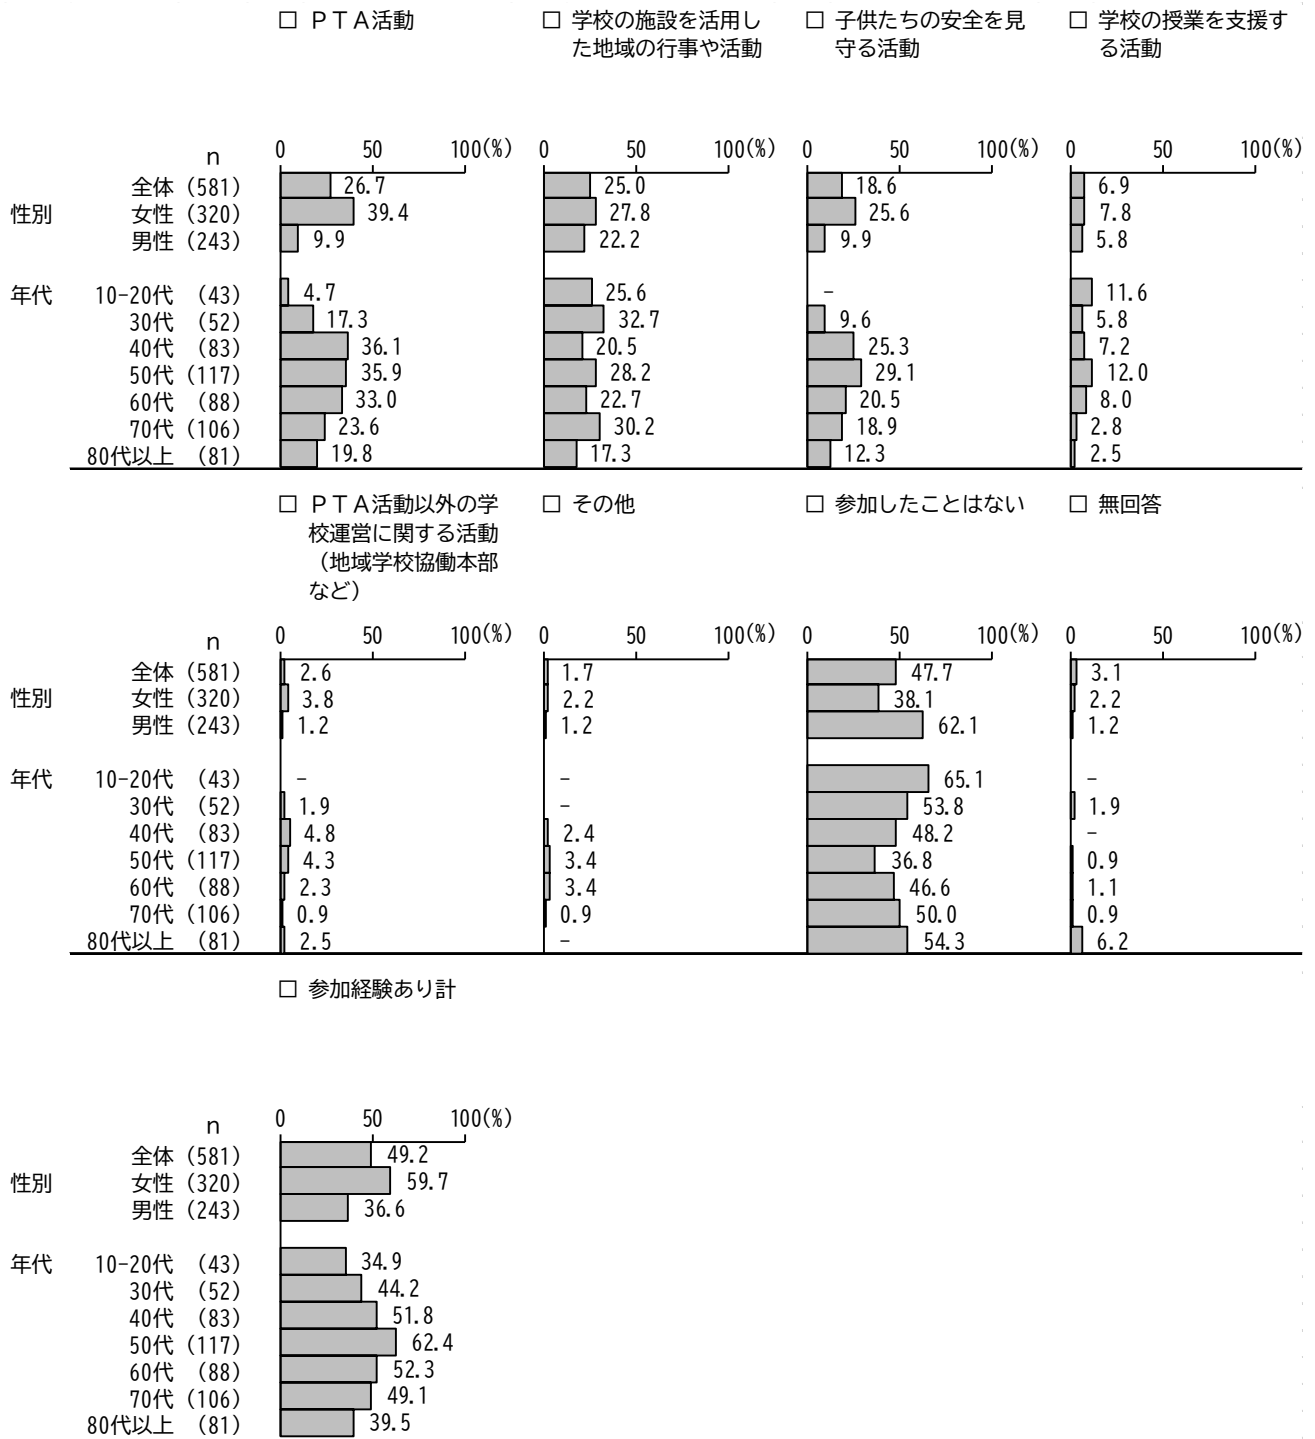 □ ＰＴＡ活動
□ 学校の施設を活用し
た地域の行事や活動
□ 子供たちの安全を見
守る活動
□ 学校の授業を支援す
る活動
n 0 50 100(%) 0 50 100(%) 0 50 100(%) 0 50 100(%)
全体 (581) 26.7 25.0 18.6 6.9
性別 女性 (320) 39.4 27.8 25.6 7.8
男性 (243) 9.9 22.2 9.9 5.8
年代 10-20代 (43) 4.7 25.6 - 11.6
30代 (52) 17.3 32.7 9.6 5.8
40代 (83) 36.1 20.5 25.3 7.2
50代 (117) 35.9 28.2 29.1 12.0
60代 (88) 33.0 22.7 20.5 8.0
70代 (106) 23.6 30.2 18.9 2.8
80代以上 (81) 19.8 17.3 12.3 2.5
□ ＰＴＡ活動以外の学
校運営に関する活動
（地域学校協働本部
など）
□ その他
□ 参加したことはない
□ 無回答
n 0 50 100(%) 0 50 100(%) 0 50 100(%) 0 50 100(%)
全体 (581) 2.6 1.7 47.7 3.1
性別 女性 (320) 3.8 2.2 38.1 2.2
男性 (243) 1.2 1.2 62.1 1.2
年代 10-20代 (43) - - 65.1 -
30代 (52) 1.9 - 53.8 1.9
40代 (83) 4.8 2.4 48.2 -
50代 (117) 4.3 3.4 36.8 0.9
60代 (88) 2.3 3.4 46.6 1.1
70代 (106) 0.9 0.9 50.0 0.9
80代以上 (81) 2.5 - 54.3 6.2
□ 参加経験あり計
n 0 50 100(%)
全体 (581) 49.2
性別 女性 (320) 59.7
男性 (243) 36.6
年代 10-20代 (43) 34.9
30代 (52) 44.2
40代 (83) 51.8
50代 (117) 62.4
60代 (88) 52.3
70代 (106) 49.1
80代以上 (81) 39.5